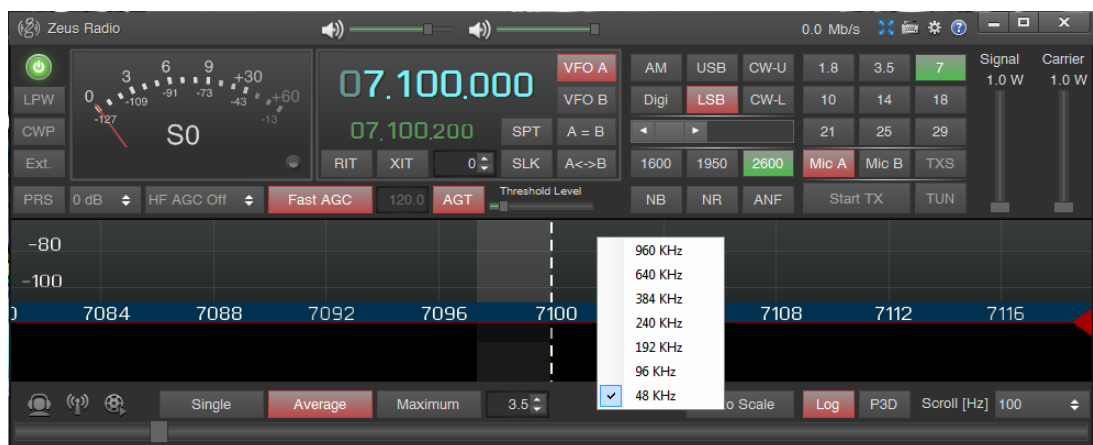 Zeus Radio 0.0 Mb/s
LPW
CWP
Ext.
PRS
0 3 6 9 +30 +60
-127 -109 -91 -73 -43 -13
S0
07.100.000
07.100.200
VFO A
VFO B
SPT A = B
RIT XIT 0 SLK A<->B
AM USB CW-U
Digi LSB CW-L
1600 1950 2600
NB NR ANF
1.8 3.5 7
10 14 18
21 25 29
Mic A Mic B TXS
Start TX TUN
Signal Carrier
1.0 W 1.0 W
0 dB HF AGC Off Fast AGC 120.0 AGT Threshold Level
-80
-100
7084 7088 7092 7096 7100 7108 7112 7116
960 KHz
640 KHz
384 KHz
240 KHz
192 KHz
96 KHz
48 KHz
Single Average Maximum 3.5 Scale Log P3D Scroll [Hz] 100